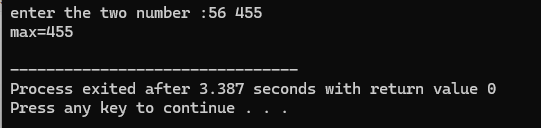 enter the two number :56 455
max=455
--------------------------------
Process exited after 3.387 seconds with return value 0
Press any key to continue . . .